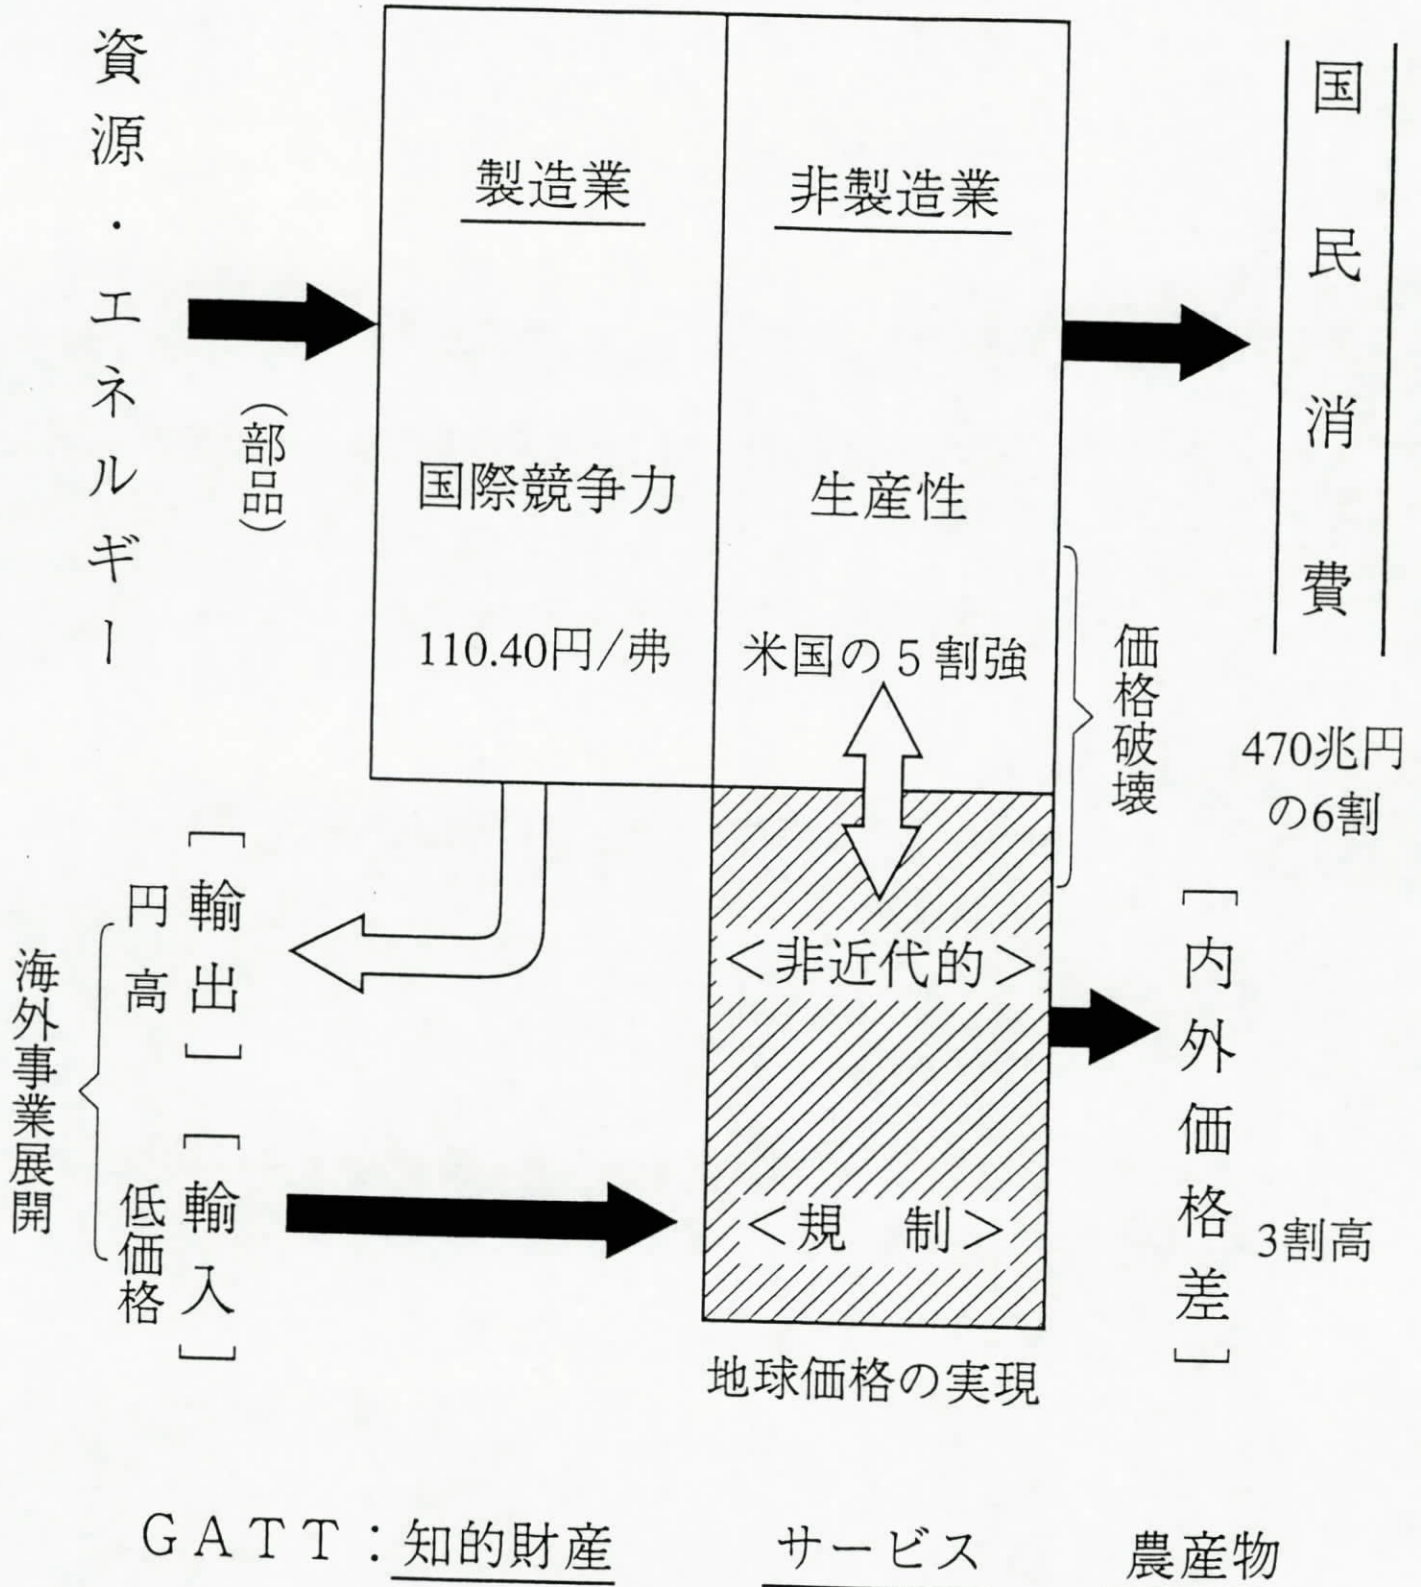 資源・エネルギー
(部品)
製造業
国際競争力
110.40円/弗
非製造業
生産性
米国の5割強
国民消費
470兆円
の6割
価格破壊
[輸出]
円高
[輸入]
低価格
海外事業展開
<非近代的>
<規 制>
地球価格の実現
[内外価格差]
3割高
GATT:知的財産 サービス 農産物